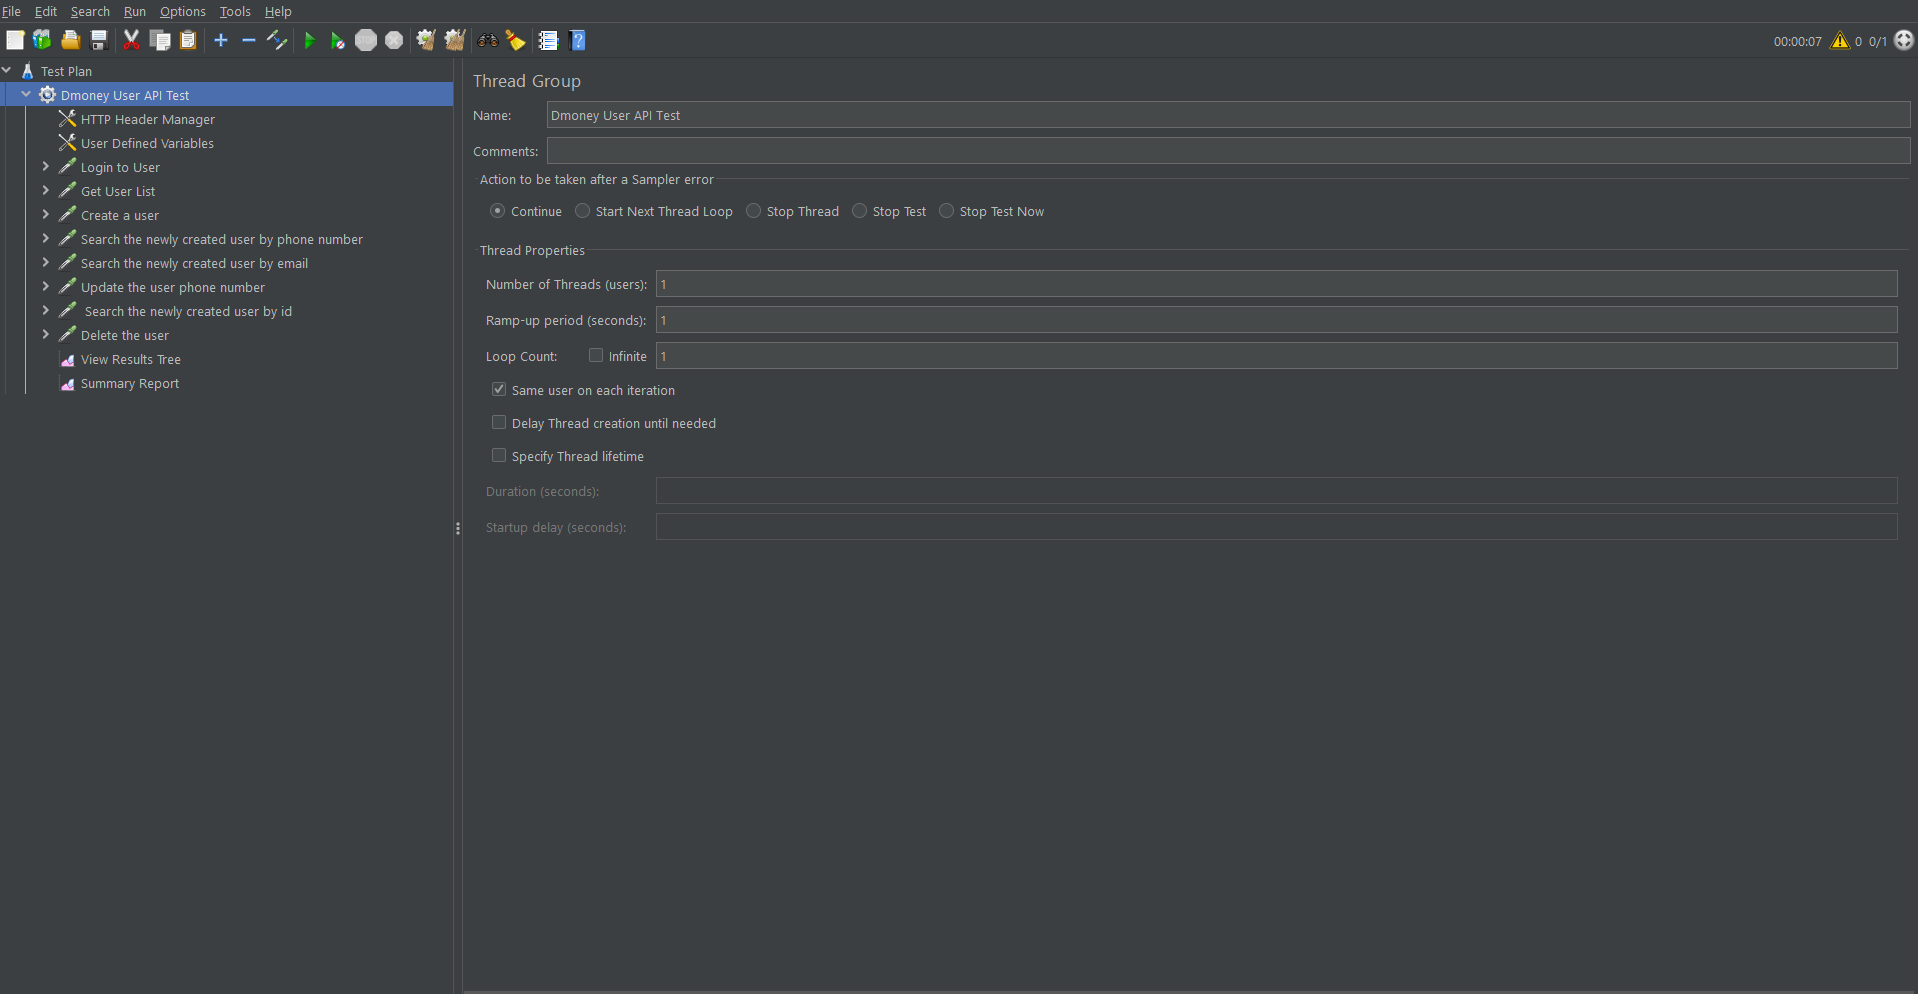 File Edit Search Run Options Tools Help
STOP
00:00:07 0 0/1
Test Plan
Dmoney User API Test
HTTP Header Manager
User Defined Variables
Login to User
Get User List
Create a user
Search the newly created user by phone number
Search the newly created user by email
Update the user phone number
Search the newly created user by id
Delete the user
View Results Tree
Summary Report
Thread Group
Name: Dmoney User API Test
Comments:
Action to be taken after a Sampler error
Continue Start Next Thread Loop Stop Thread Stop Test Stop Test Now
Thread Properties
Number of Threads (users): 1
Ramp-up period (seconds): 1
Loop Count: Infinite 1
Same user on each iteration
Delay Thread creation until needed
Specify Thread lifetime
Duration (seconds):
Startup delay (seconds):